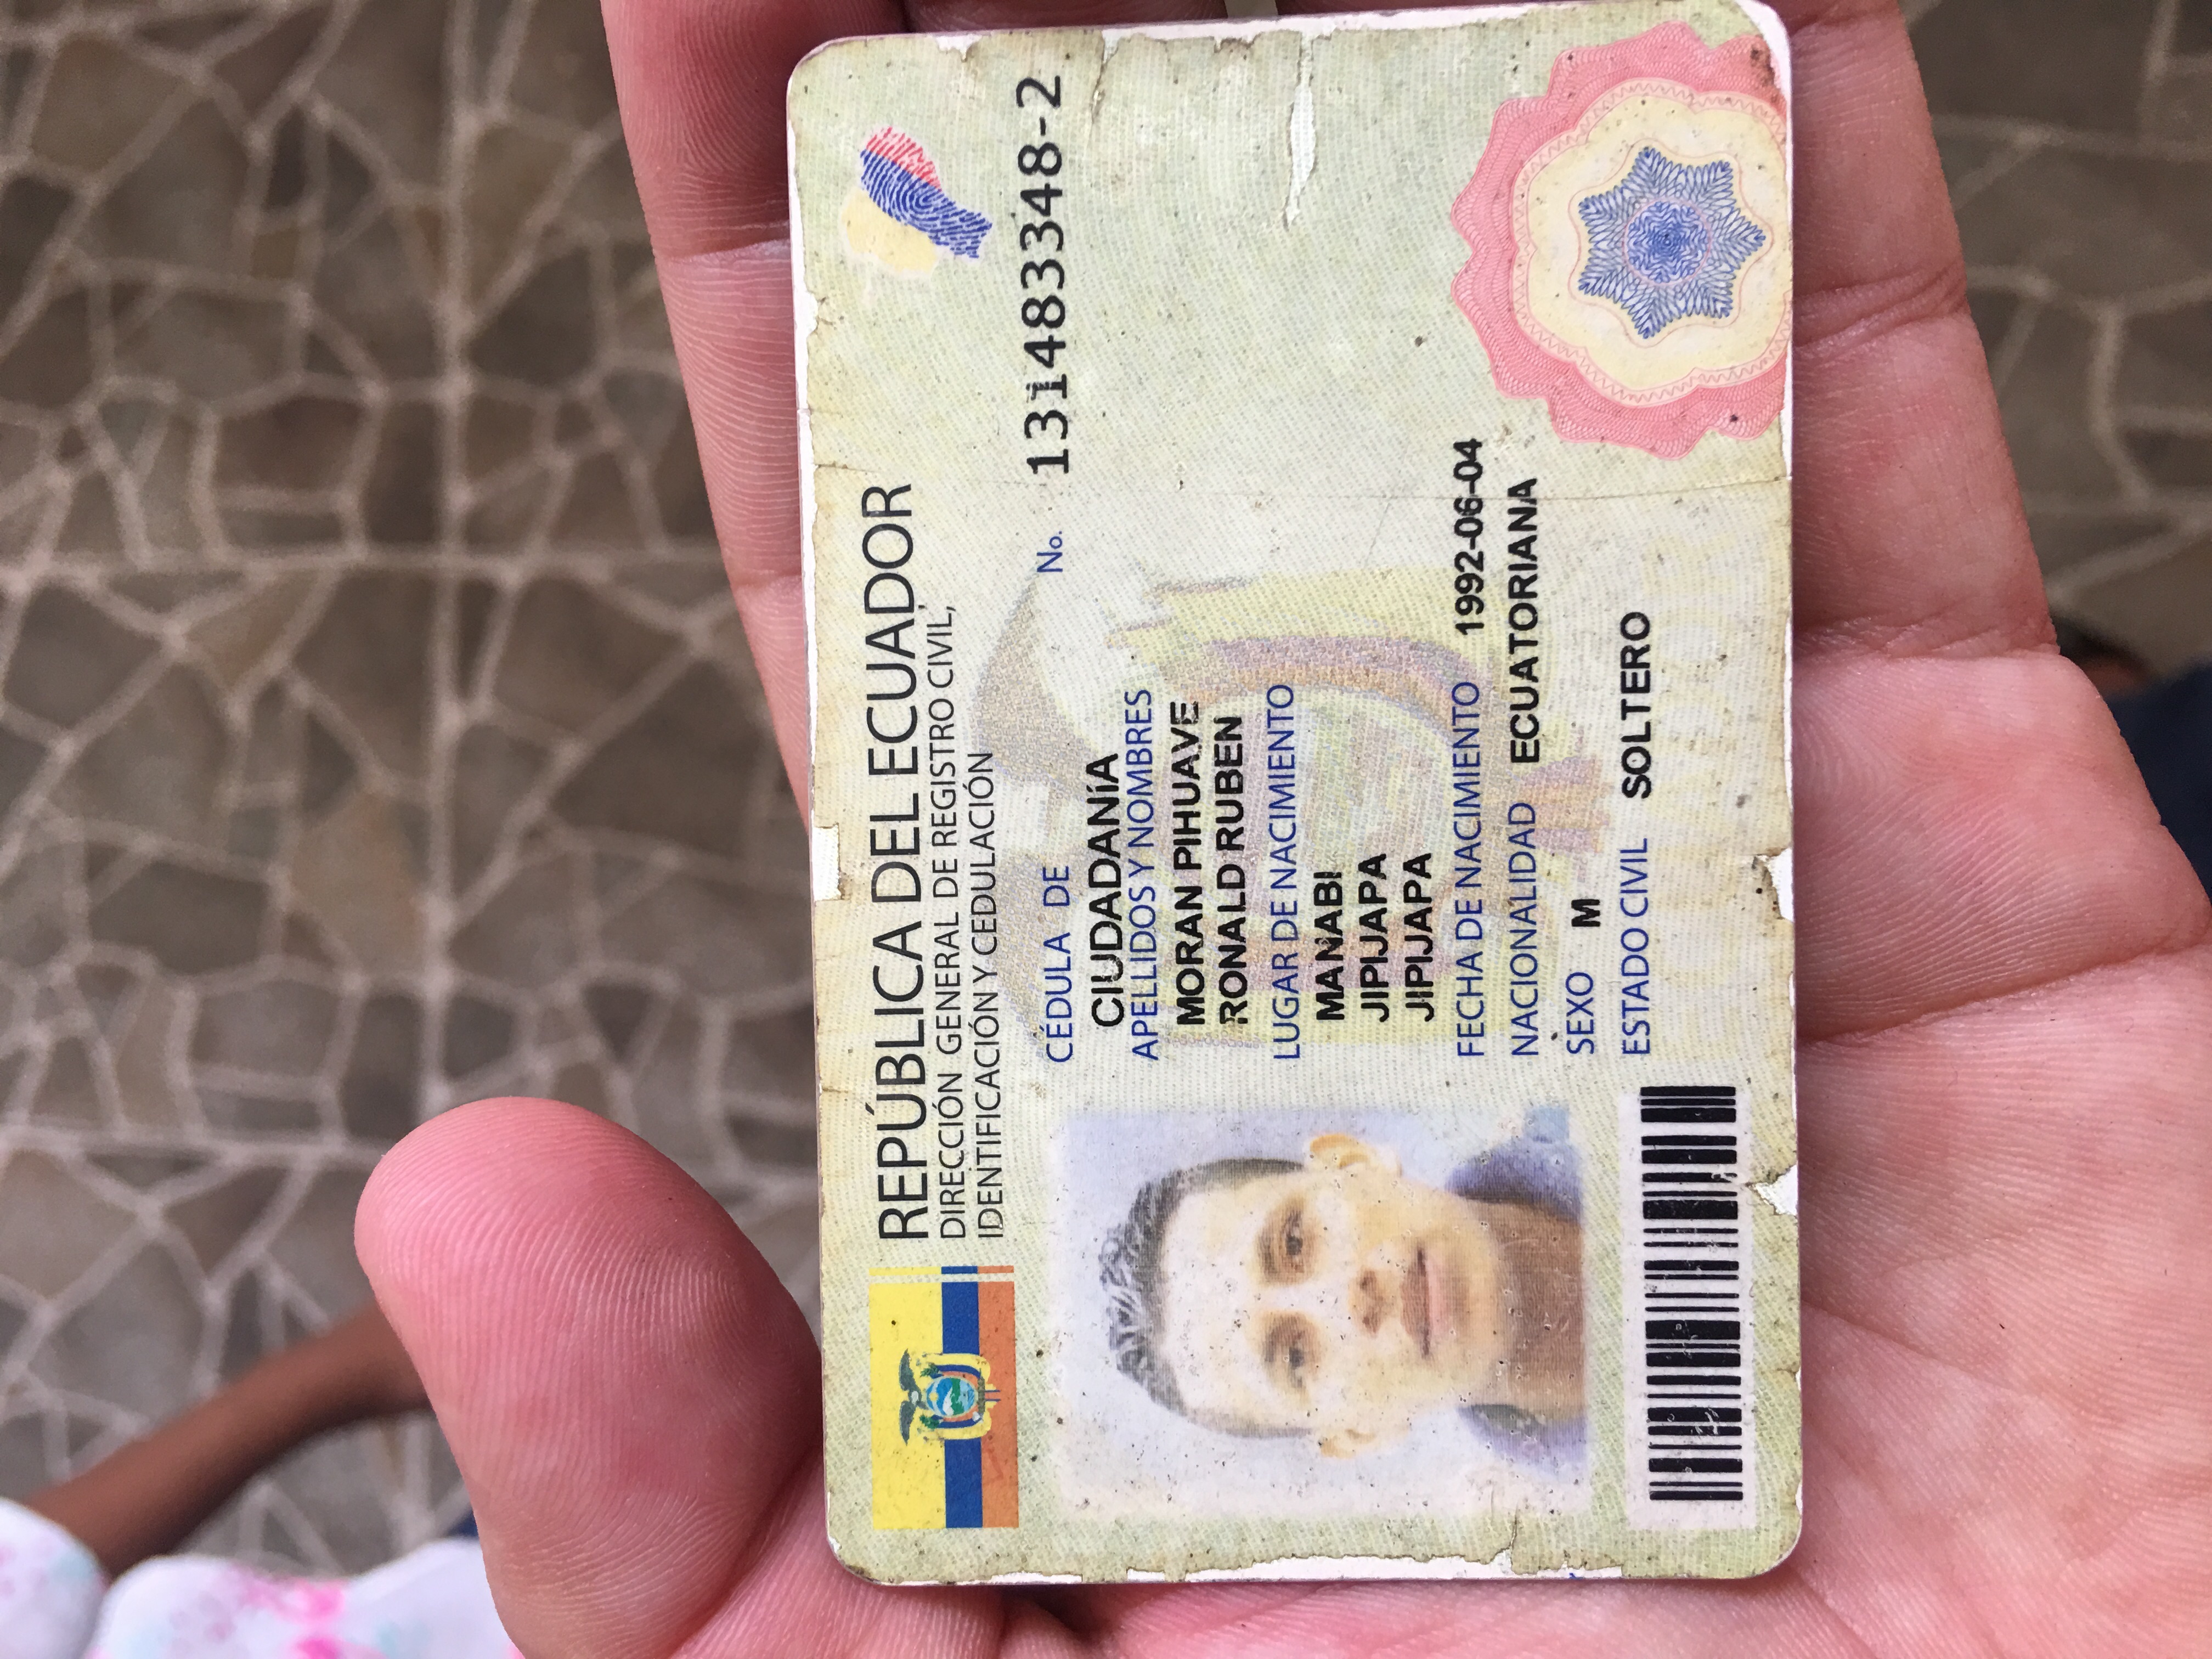 REPÚBLICA DEL ECUADOR
DIRECCIÓN GENERAL DE REGISTRO CIVIL,
IDENTIFICACIÓN Y CEDULACIÓN
CÉDULA DE No. 131483348-2
CIUDADANíA
APELLIDOS Y NOMBRES
MORAN PIHUAVE
RONALD RUBEN
LUGAR DE NACIMIENTO
MANABI
JIPIJAPA
JIPIJAPA
FECHA DE NACIMIENTO 1992-06-04
NACIONALIDAD ECUATORIANA
SEXO M
ESTADO CIVIL SOLTERO